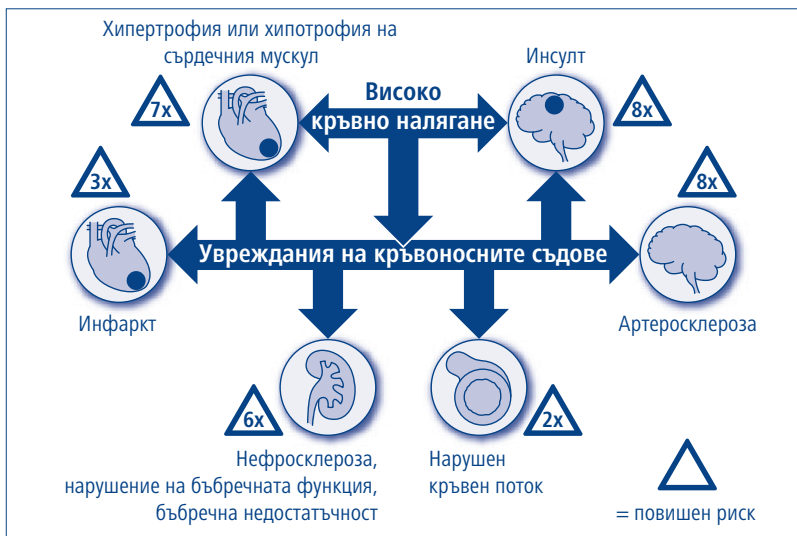 Хипертрофия или хипотрофия на
сърдечния мускул
Инсулт
7x
Високо
кръвно налягане
8x
3x
8x
Увреждания на кръвоносните съдове
Инфаркт
Артеросклероза
6x
2x
Нефросклероза,
нарушение на бъбречната функция,
бъбречна недостатъчност
Нарушен
кръвен поток
= повишен риск